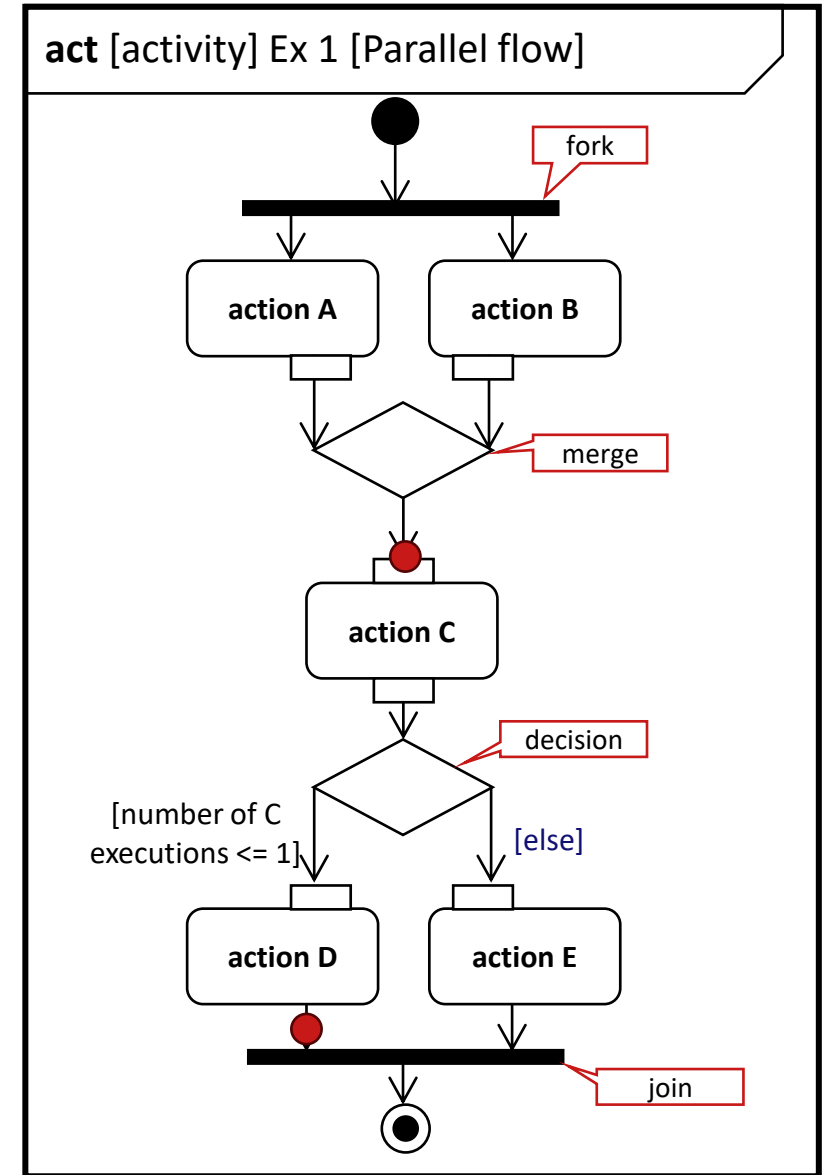 act [activity] Ex 1 [Parallel flow]
fork
action A
action B
merge
action C
decision
[number of C
executions <= 1]
[else]
action D
action E
join